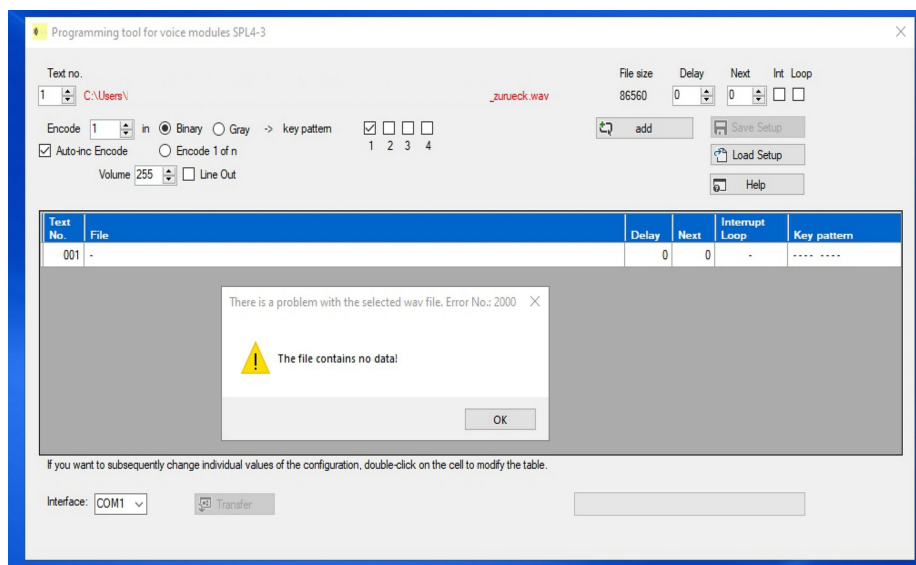 Programming tool for voice modules SPL4-3
Text no. File size Delay Next Int Loop
1 C:\Users\ _zurueck.wav 86560 0 0
Encode 1 in Binary Gray -> key pattern add Save Setup
1 2 3 4
Auto-inc Encode Encode 1 of n Load Setup
Volume 255 Line Out Help
Text No. File Delay Next Interrupt Loop Key pattern
001 - 0 0 - ---- ----
There is a problem with the selected wav file. Error No.: 2000
The file contains no data!
OK
If you want to subsequently change individual values of the configuration, double-click on the cell to modify the table.
Interface: COM1 Transfer